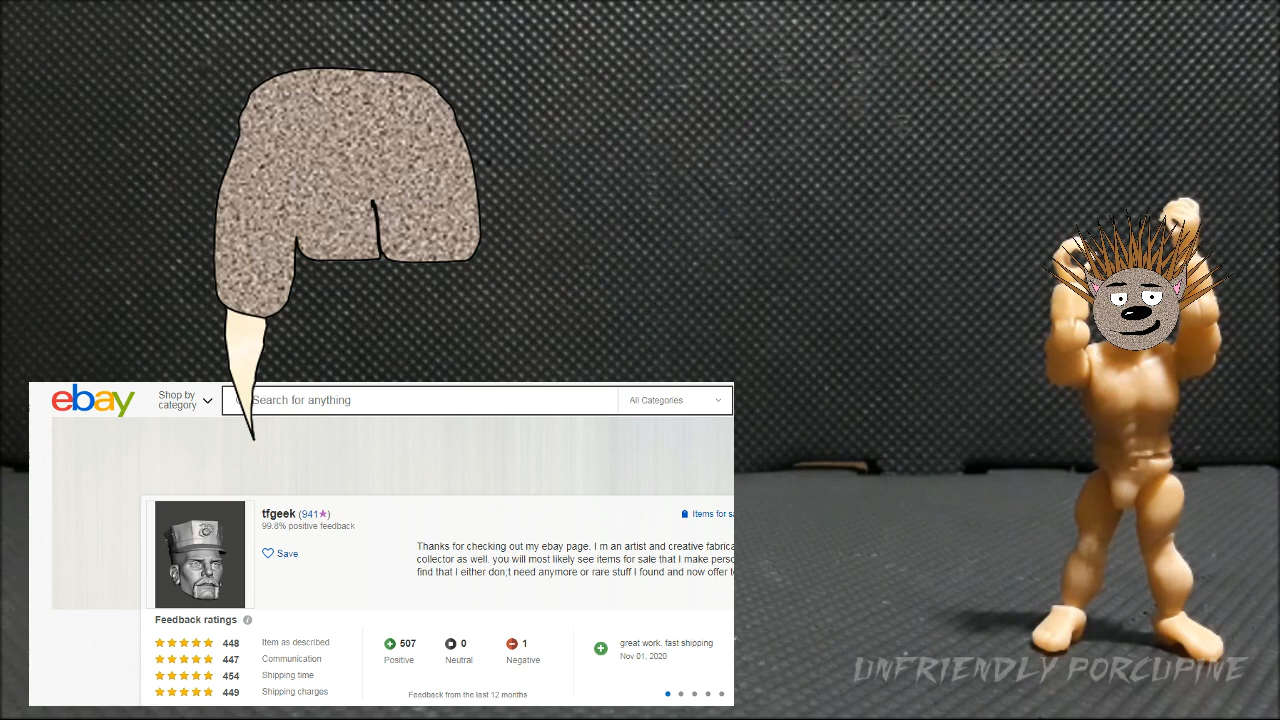 ebay
Shop by
category
Search for anything
All Categories
tfgeek (941★)
99.8% positive feedback
Items for sa
Save
Thanks for checking out my ebay page. I m an artist and creative fabrica
collector as well. you will most likely see items for sale that I make perso
find that I either don;t need anymore or rare stuff I found and now offer t
Feedback ratings
448 Item as described
447 Communication
454 Shipping time
449 Shipping charges
507
Positive
0
Neutral
1
Negative
Feedback from the last 12 months
great work. fast shipping
Nov 01, 2020
UNFRIENDLY PORCUPINE